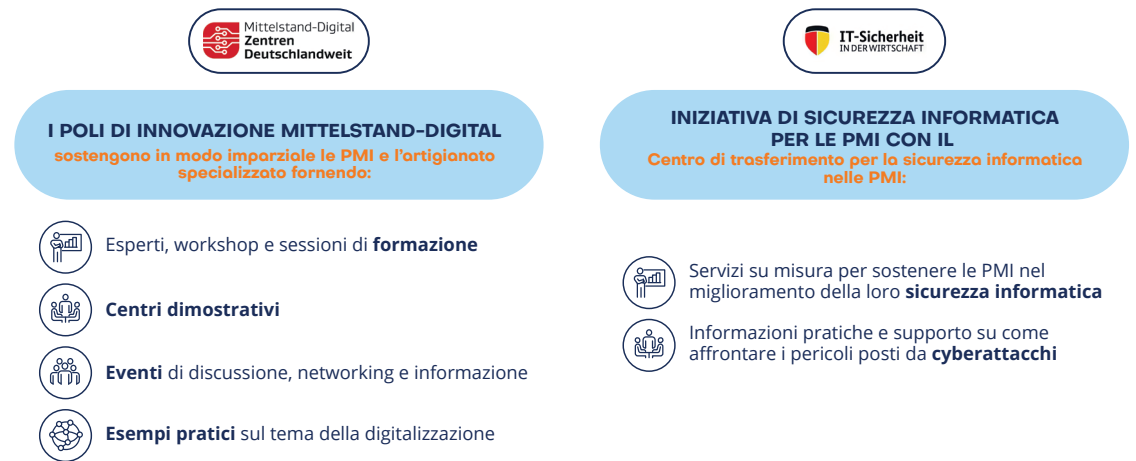 Mittelstand-Digital
Zentren
Deutschlandweit
I POLI DI INNOVAZIONE MITTELSTAND-DIGITAL
sostengono in modo imparziale le PMI e l'artigianato
specializzato fornendo:
Esperti, workshop e sessioni di formazione
Centri dimostrativi
Eventi di discussione, networking e informazione
Esempi pratici sul tema della digitalizzazione
IT-Sicherheit
IN DER WIRTSCHAFT
INIZIATIVA DI SICUREZZA INFORMATICA
PER LE PMI CON IL
Centro di trasferimento per la sicurezza informatica
nelle PMI:
Servizi su misura per sostenere le PMI nel
miglioramento della loro sicurezza informatica
Informazioni pratiche e supporto su come
affrontare i pericoli posti da cyberattacchi